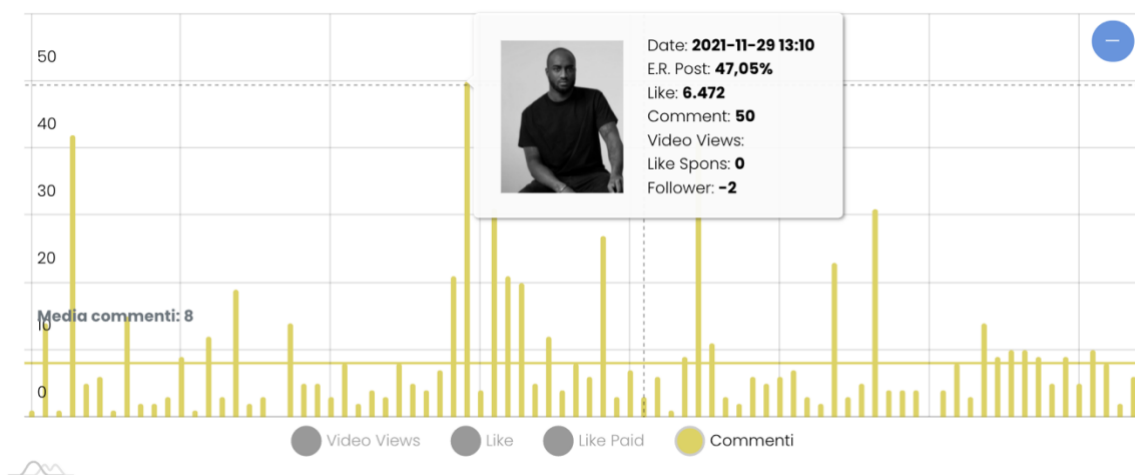 50
40
30
20
10
0
Media commenti: 8
Date: 2021-11-29 13:10
E.R. Post: 47,05%
Like: 6.472
Comment: 50
Video Views:
Like Spons: 0
Follower: -2
Video Views
Like
Like Paid
Commenti